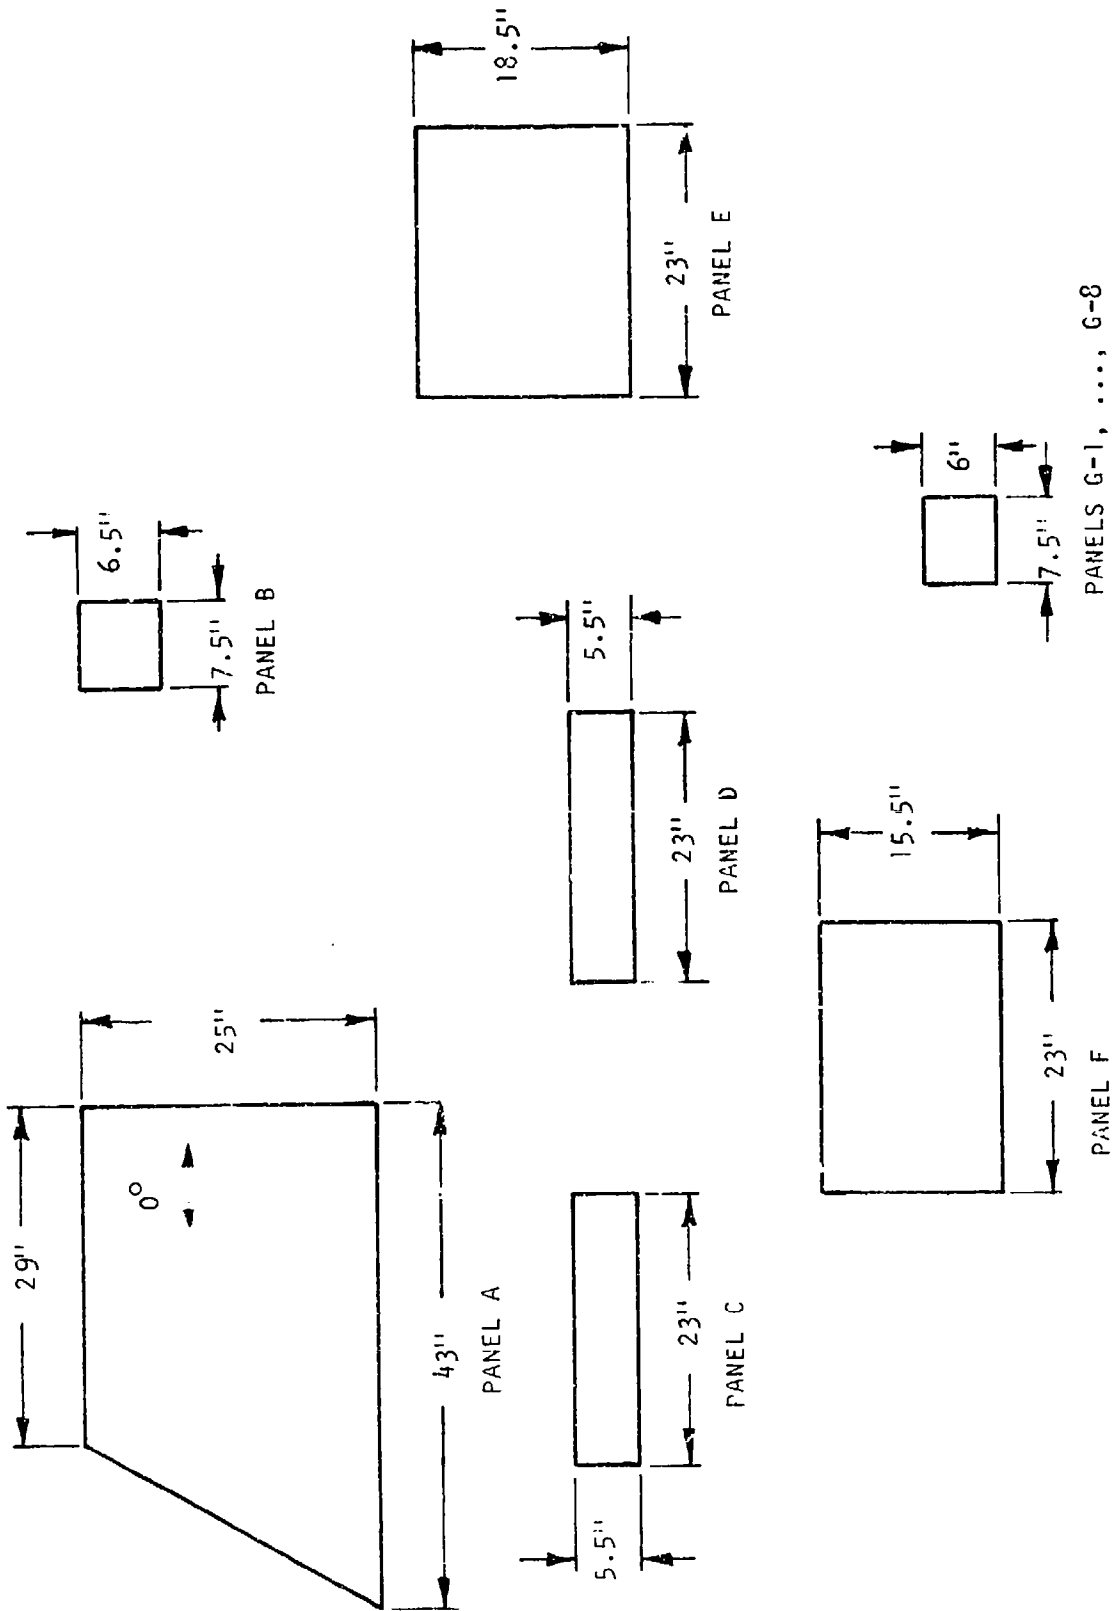 29"
0°
25"
43"
PANEL A
6.5"
7.5"
PANEL B
5.5"
23"
PANEL C
23"
5.5"
PANEL D
18.5"
23"
PANEL E
15.5"
23"
PANEL F
6"
7.5"
PANELS G-1, ..., G-8